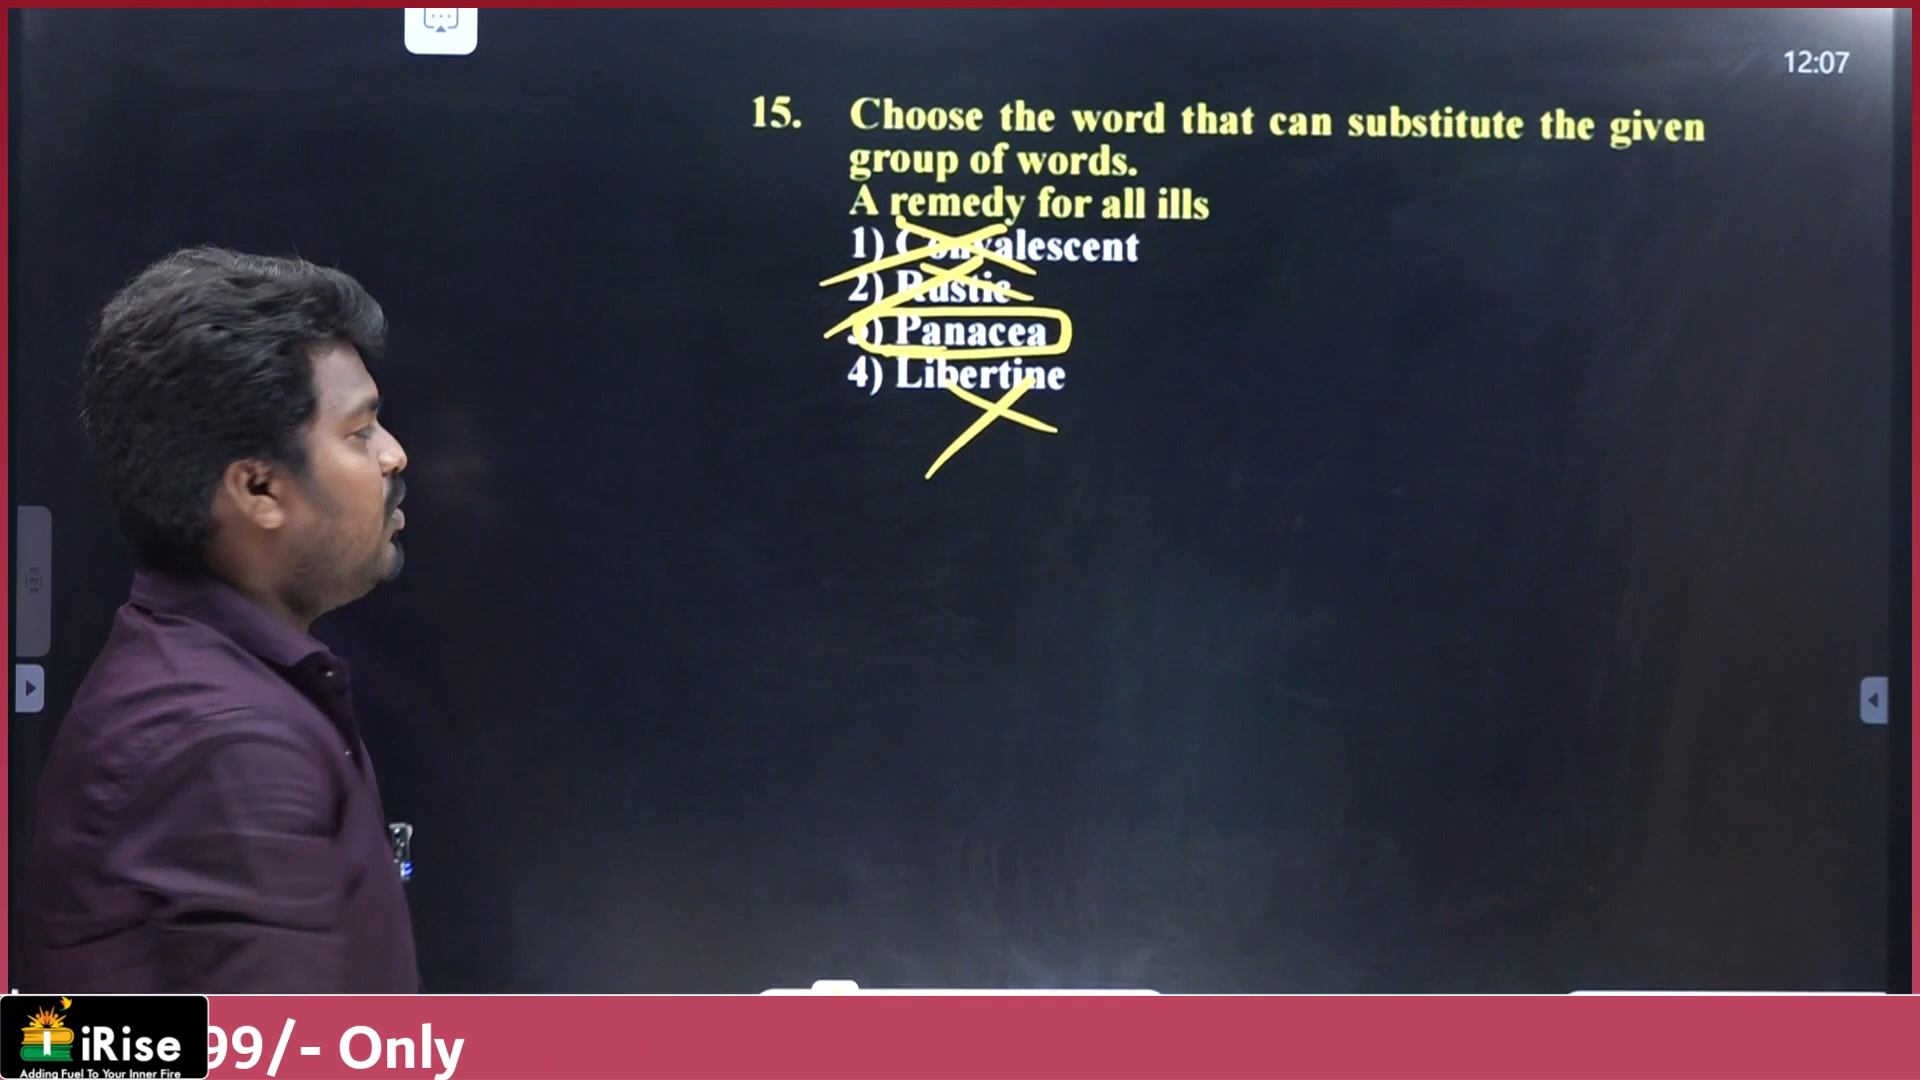 12:07
15. Choose the word that can substitute the given
group of words.
A remedy for all ills
1) Convalescent
2) Rustic
3) Panacea
4) Libertine
iRise
Adding Fuel To Your Inner Fire
99/- Only